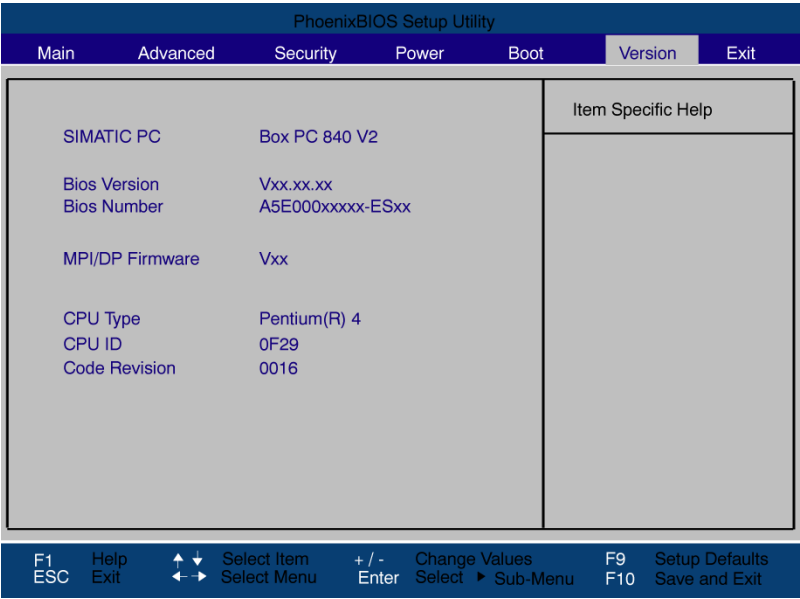 PhoenixBIOS Setup Utility
Main Advanced Security Power Boot Version Exit
Item Specific Help
SIMATIC PC Box PC 840 V2
Bios Version Vxx.xx.xx
Bios Number A5E000xxxxx-ESxx
MPI/DP Firmware Vxx
CPU Type Pentium(R) 4
CPU ID 0F29
Code Revision 0016
F1 Help Select Item + / - Change Values F9 Setup Defaults
ESC Exit Select Menu Enter Select Sub-Menu F10 Save and Exit